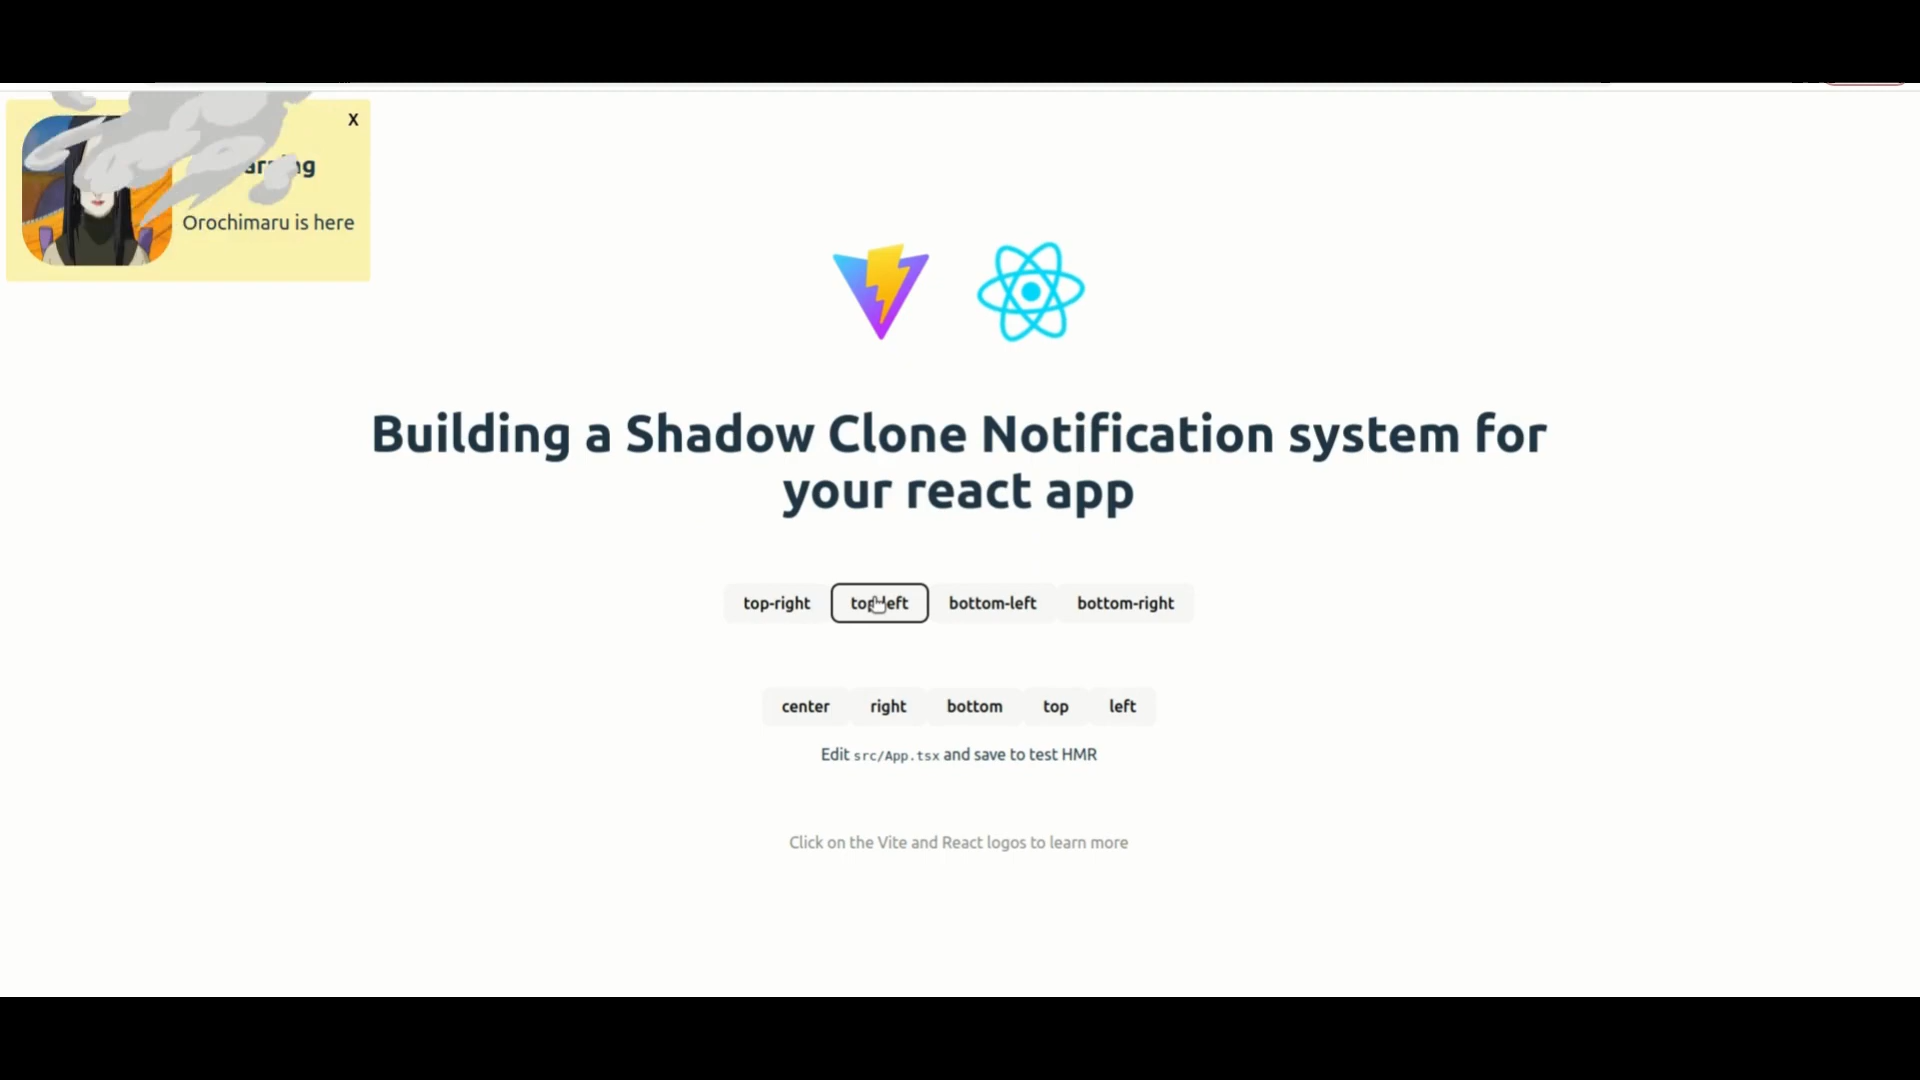 X
Orochimaru is here
Building a Shadow Clone Notification system for
your react app
top-right top-left bottom-left bottom-right
center right bottom top left
Edit src/App.tsx and save to test HMR
Click on the Vite and React logos to learn more